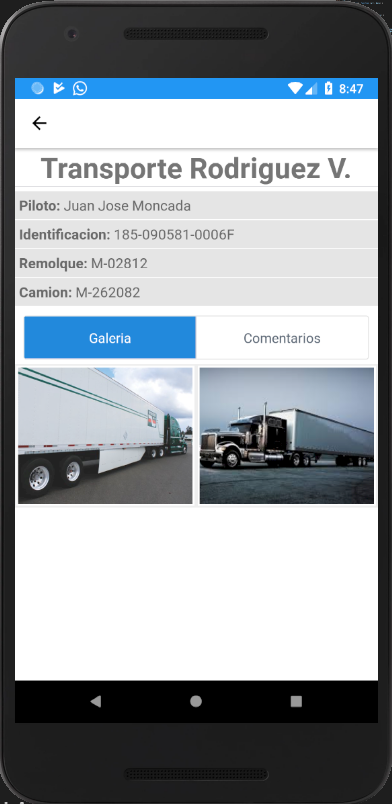 8:47
Transporte Rodriguez V.
Piloto: Juan Jose Moncada
Identificacion: 185-090581-0006F
Remolque: M-02812
Camion: M-262082
Galeria
Comentarios